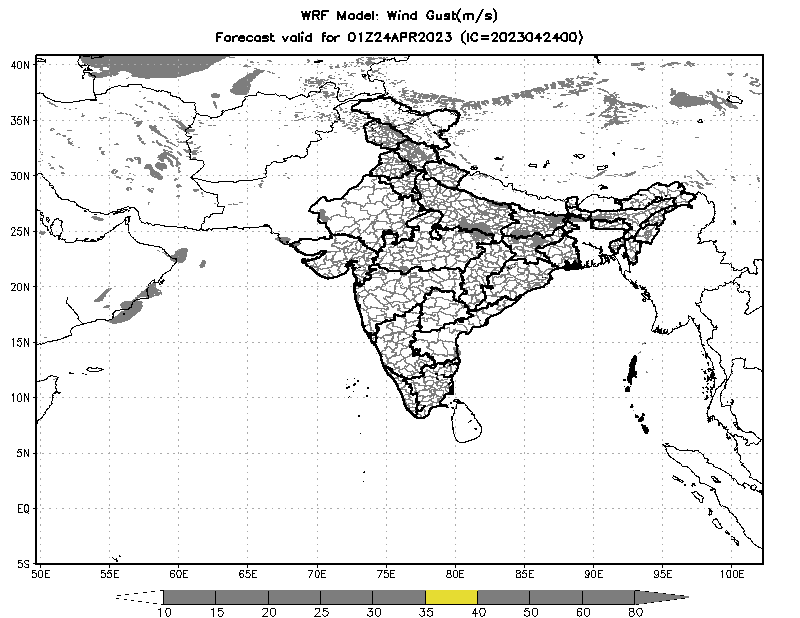 WRF Model: Wind Gust(m/s)
Forecast valid for 01Z24APR2023 (IC=2023042400)
40N
35N
30N
25N
20N
15N
10N
5N
EQ
5S
50E 55E 60E 65E 70E 75E 80E 85E 90E 95E 100E
10 15 20 25 30 35 40 50 60 80